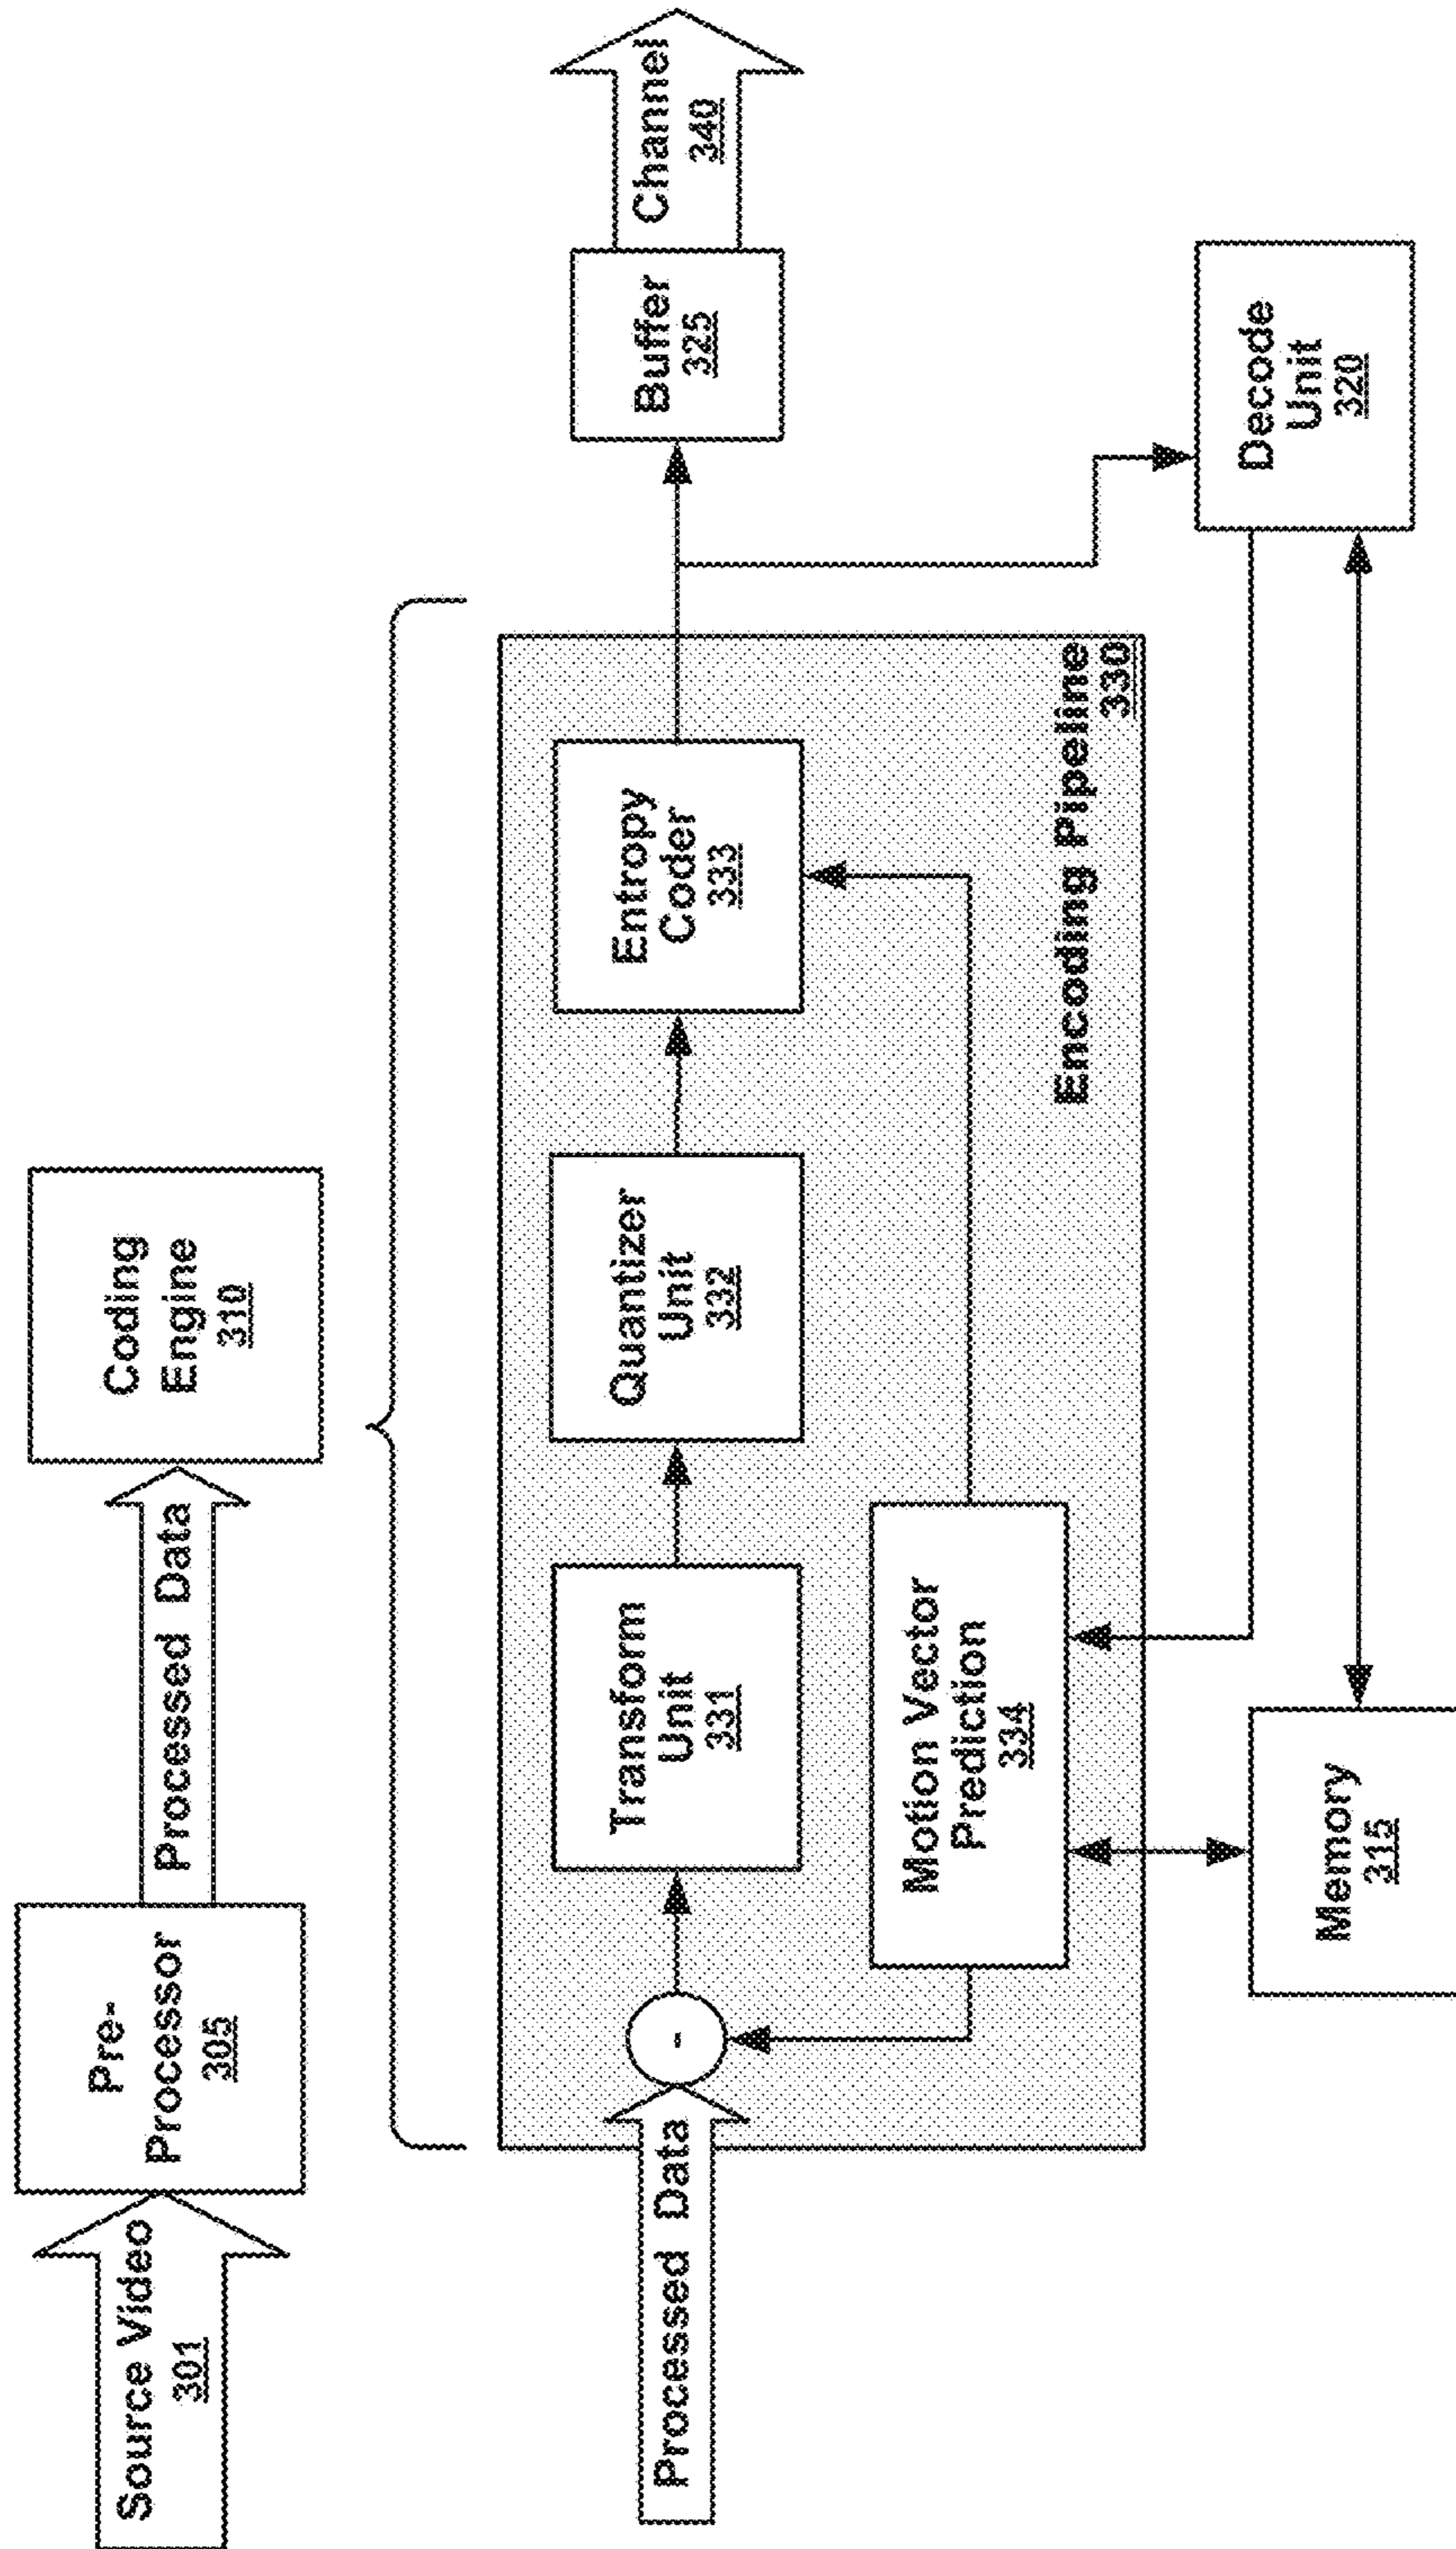 Source Video
301
Pre-
Processor
305
Processed Data
Coding
Engine
310
Processed Data
-
Transform
Unit
331
Quantizer
Unit
332
Entropy
Coder
333
Motion Vector
Prediction
334
Encoding Pipeline
330
Buffer
325
Channel
340
Memory
315
Decode
Unit
320